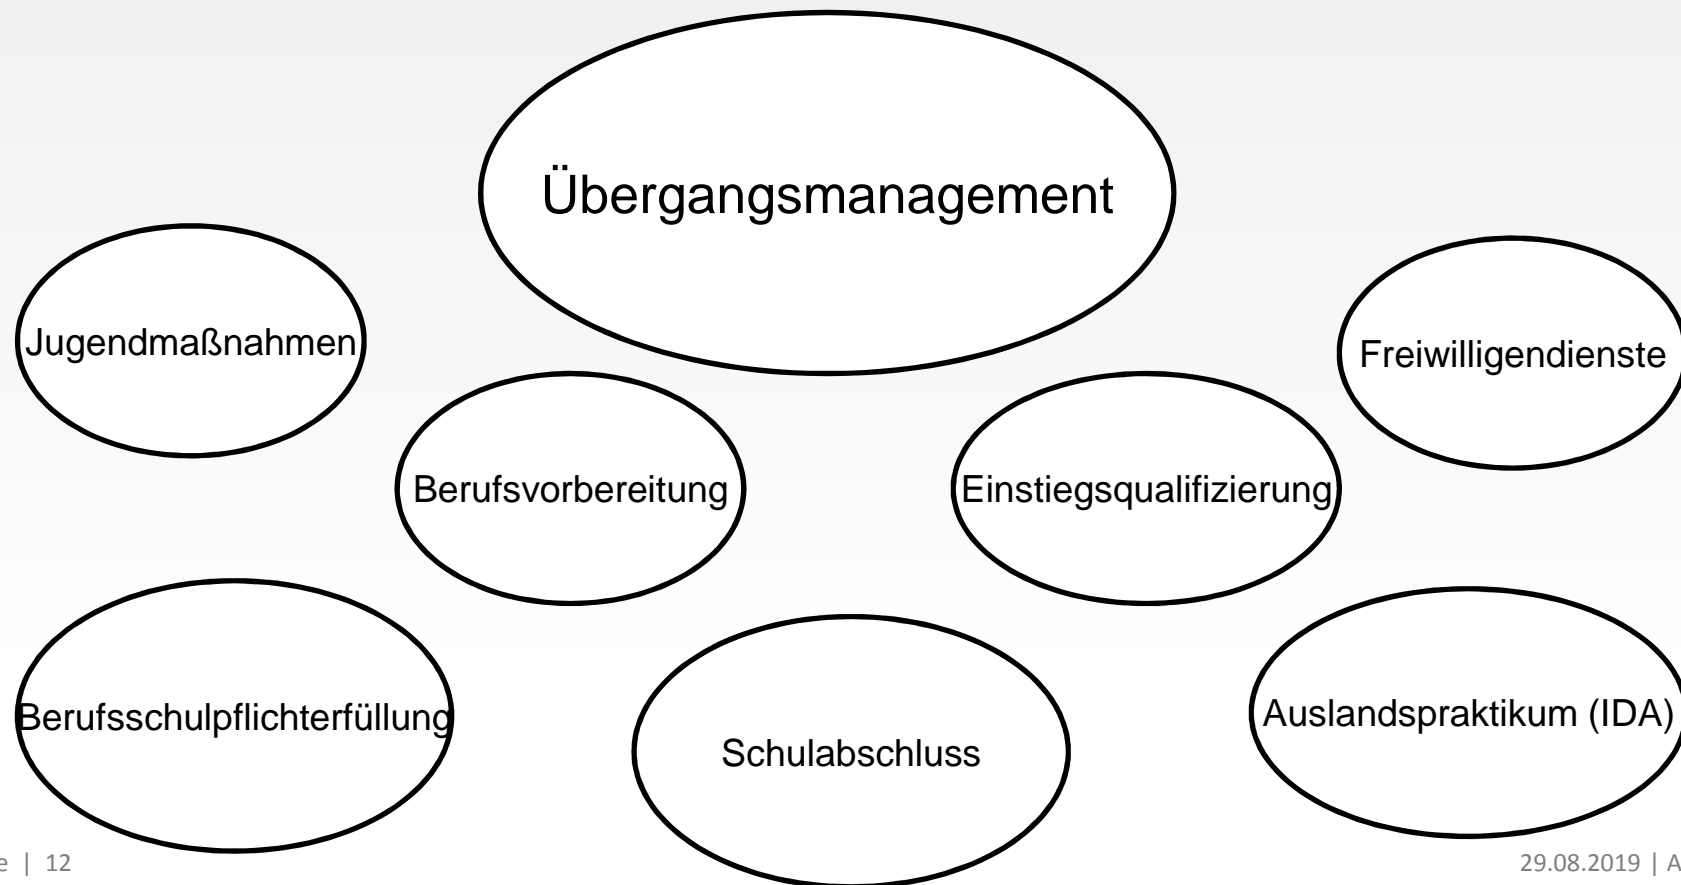 Übergangsmanagement
Jugendmaßnahmen
Freiwilligendienste
Berufsvorbereitung
Einstiegsqualifizierung
Berufsschulpflichterfüllung
Schulabschluss
Auslandspraktikum (IDA)
e | 12
29.08.2019 | A